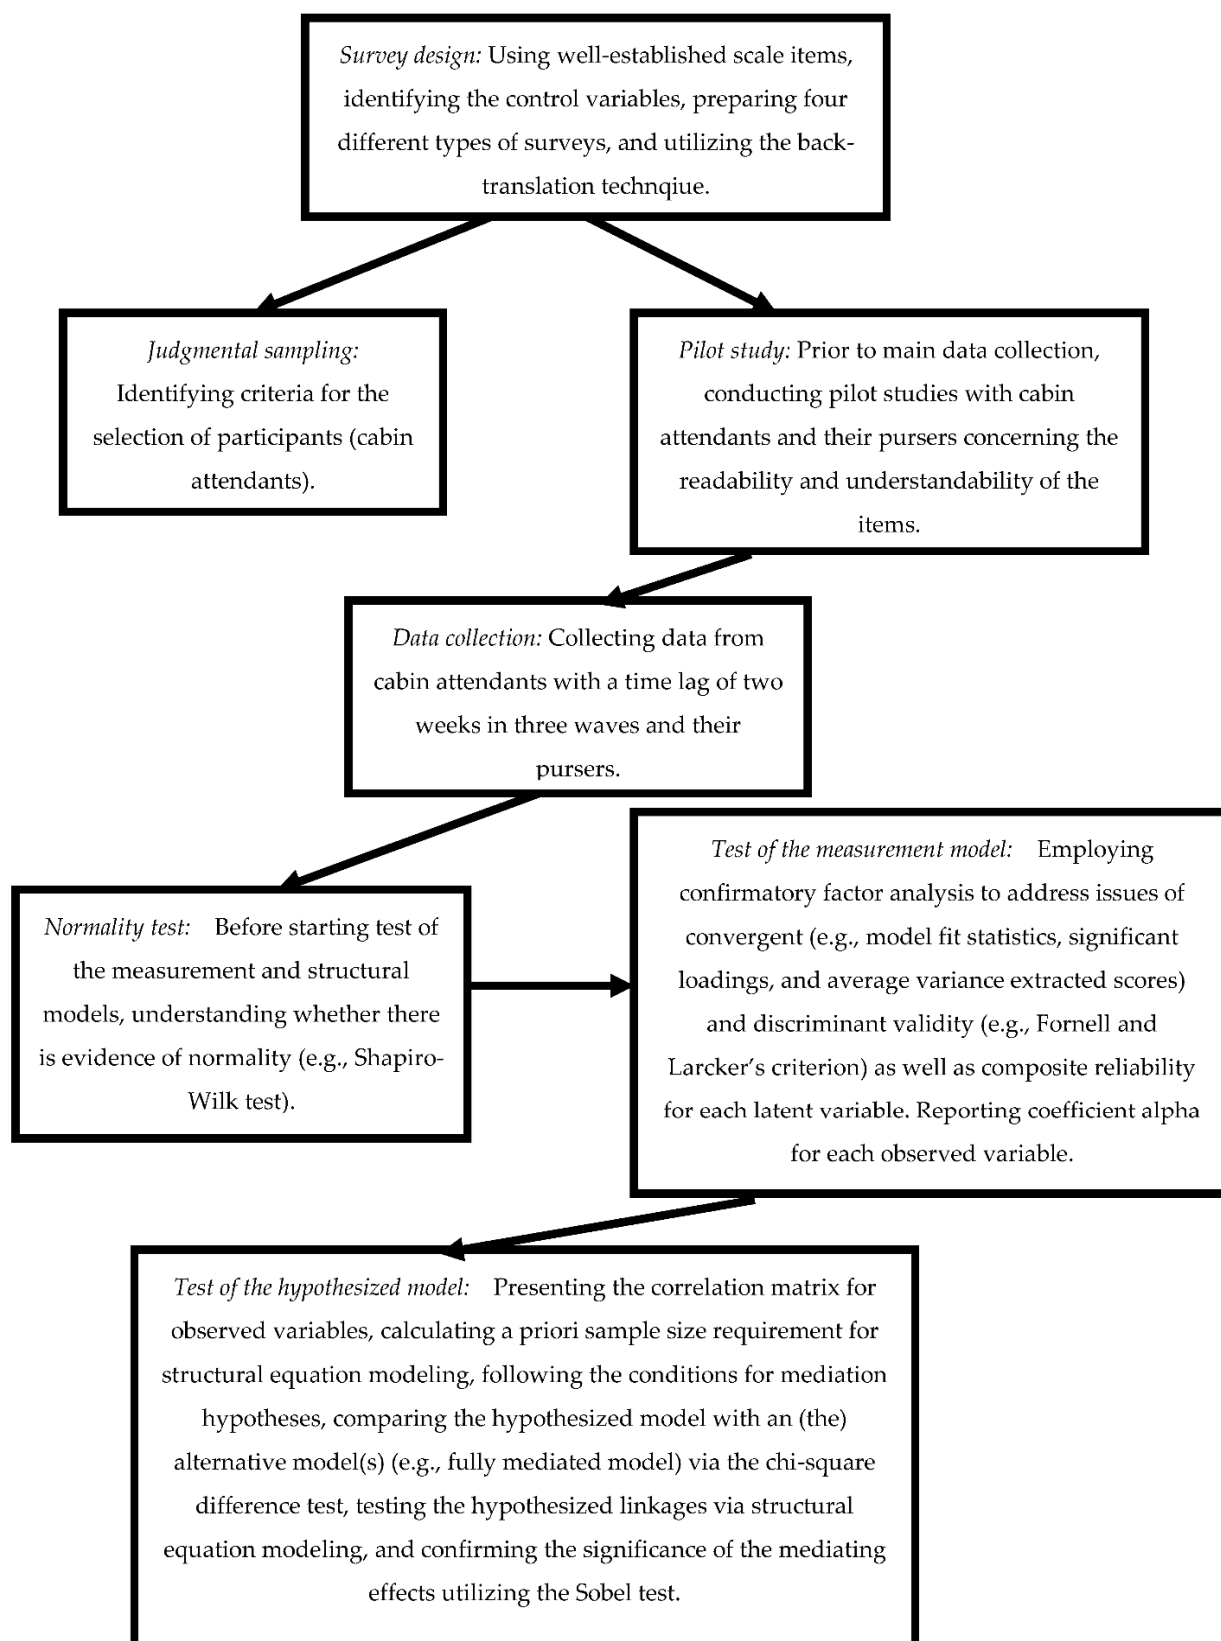 Survey design: Using well-established scale items,
identifying the control variables, preparing four
different types of surveys, and utilizing the back-
translation technqiue.
Judgmental sampling:
Identifying criteria for the
selection of participants (cabin
attendants).
Pilot study: Prior to main data collection,
conducting pilot studies with cabin
attendants and their pursers concerning the
readability and understandability of the
items.
Data collection: Collecting data from
cabin attendants with a time lag of two
weeks in three waves and their
pursers.
Normality test: Before starting test of
the measurement and structural
models, understanding whether there
is evidence of normality (e.g., Shapiro-
Wilk test).
Test of the measurement model: Employing
confirmatory factor analysis to address issues of
convergent (e.g., model fit statistics, significant
loadings, and average variance extracted scores)
and discriminant validity (e.g., Fornell and
Larcker’s criterion) as well as composite reliability
for each latent variable. Reporting coefficient alpha
for each observed variable.
Test of the hypothesized model: Presenting the correlation matrix for
observed variables, calculating a priori sample size requirement for
structural equation modeling, following the conditions for mediation
hypotheses, comparing the hypothesized model with an (the)
alternative model(s) (e.g., fully mediated model) via the chi-square
difference test, testing the hypothesized linkages via structural
equation modeling, and confirming the significance of the mediating
effects utilizing the Sobel test.